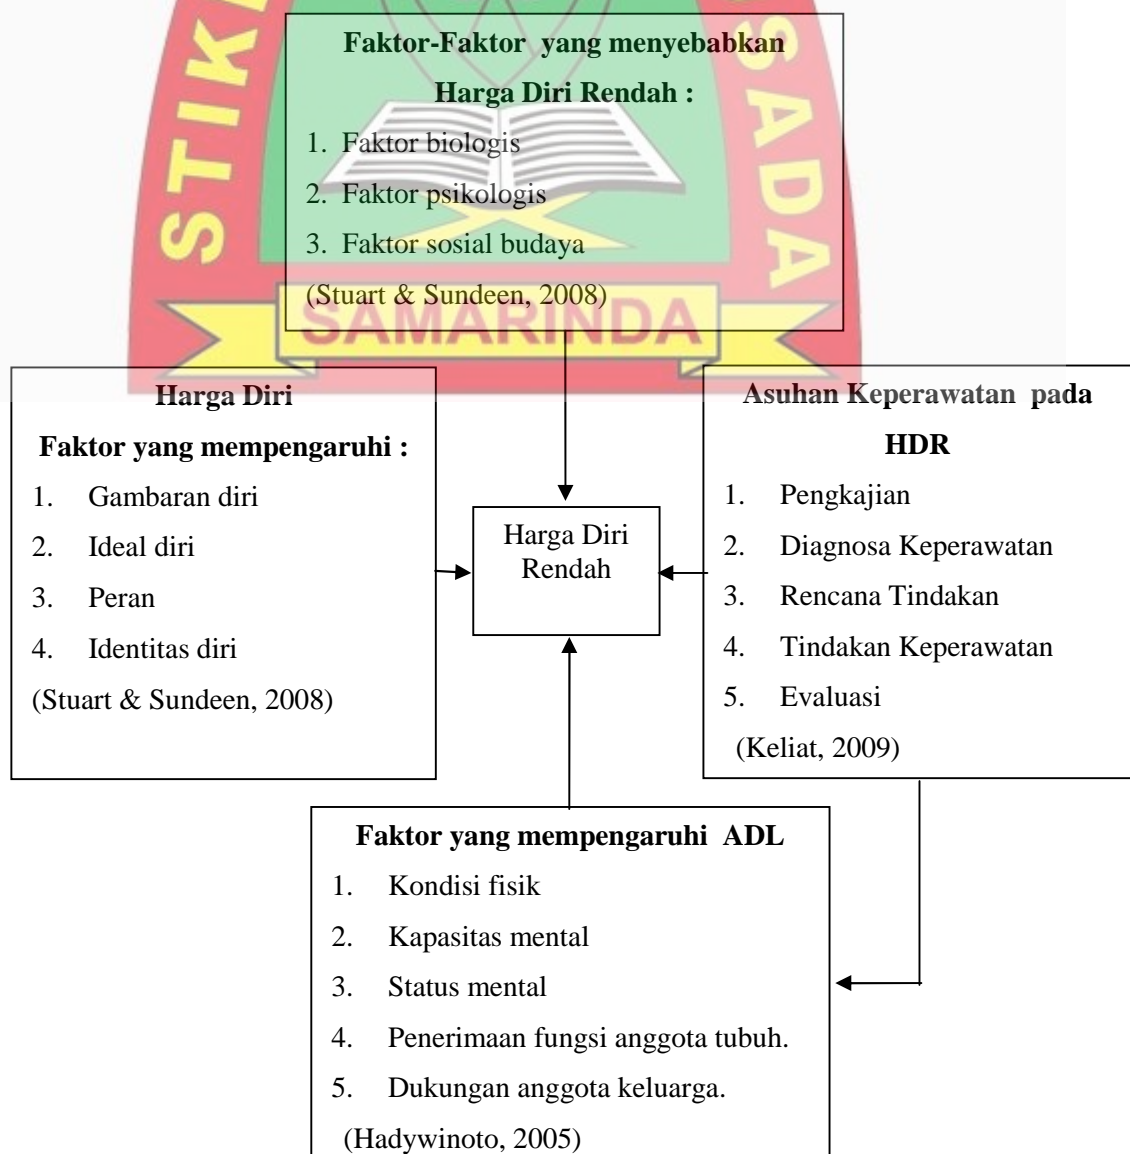 STIK
SADA
SAMARINDA
Faktor-Faktor yang menyebabkan
Harga Diri Rendah :
1. Faktor biologis
2. Faktor psikologis
3. Faktor sosial budaya
(Stuart & Sundeen, 2008)
Harga Diri
Faktor yang mempengaruhi :
1. Gambaran diri
2. Ideal diri
3. Peran
4. Identitas diri
(Stuart & Sundeen, 2008)
Harga Diri
Rendah
Asuhan Keperawatan pada
HDR
1. Pengkajian
2. Diagnosa Keperawatan
3. Rencana Tindakan
4. Tindakan Keperawatan
5. Evaluasi
(Keliat, 2009)
Faktor yang mempengaruhi ADL
1. Kondisi fisik
2. Kapasitas mental
3. Status mental
4. Penerimaan fungsi anggota tubuh.
5. Dukungan anggota keluarga.
(Hadywinoto, 2005)